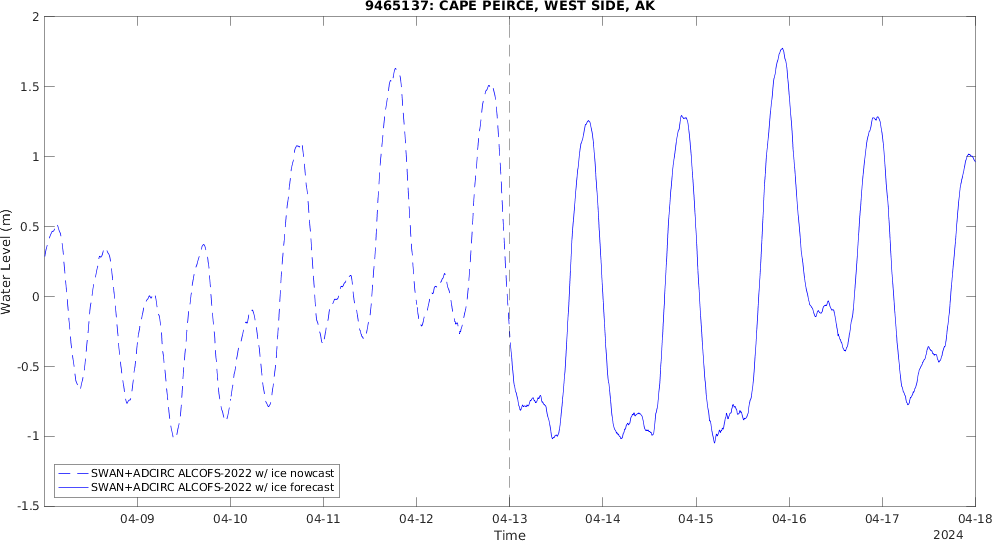 9465137: CAPE PEIRCE, WEST SIDE, AK
Water Level (m)
2
1.5
1
0.5
0
-0.5
-1
-1.5
SWAN+ADCIRC ALCOFS-2022 w/ ice nowcast
SWAN+ADCIRC ALCOFS-2022 w/ ice forecast
04-09 04-10 04-11 04-12 04-13 04-14 04-15 04-16 04-17 04-18
Time
2024